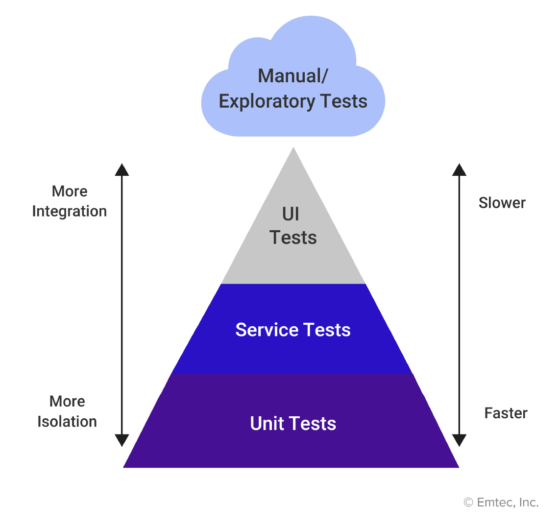 Manual/
Exploratory Tests
More
Integration
UI
Tests
Slower
Service Tests
More
Isolation
Unit Tests
Faster
© Emtec, Inc.